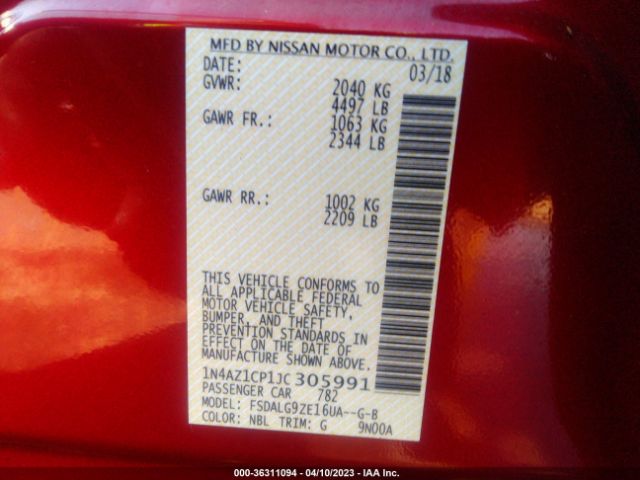 MFD BY NISSAN MOTOR CO., LTD.
DATE: 03/18
GVWR: 2040 KG
4497 LB
GAWR FR.: 1063 KG
2344 LB
GAWR RR.: 1002 KG
2209 LB
THIS VEHICLE CONFORMS TO
ALL APPLICABLE FEDERAL
MOTOR VEHICLE SAFETY,
BUMPER, AND THEFT
PREVENTION STANDARDS IN
EFFECT ON THE DATE OF
MANUFACTURE SHOWN ABOVE.
1N4AZ1CP1JC305991
PASSENGER CAR 782
MODEL: FSDALG9ZE16UA--G-B
COLOR: NBL TRIM: G 9N00A
000-36311094 - 04/10/2023 - IAA Inc.